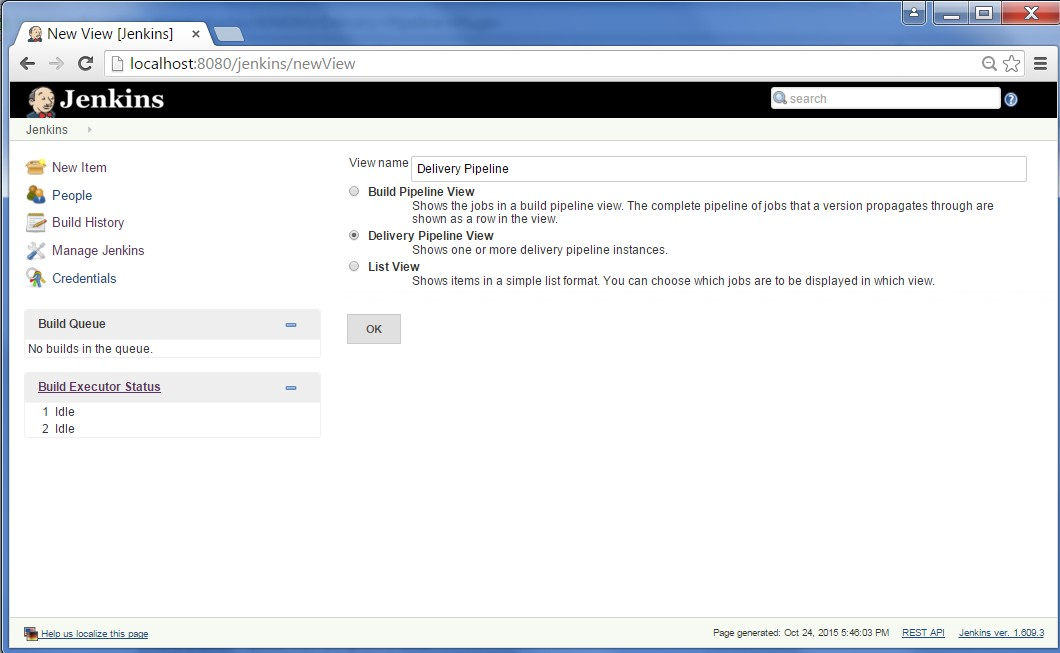 New View [Jenkins]
localhost:8080/jenkins/newView
Jenkins
search
Jenkins
New Item
People
Build History
Manage Jenkins
Credentials
Build Queue
No builds in the queue.
Build Executor Status
1 Idle
2 Idle
View name Delivery Pipeline
Build Pipeline View
Shows the jobs in a build pipeline view. The complete pipeline of jobs that a version propagates through are
shown as a row in the view.
Delivery Pipeline View
Shows one or more delivery pipeline instances.
List View
Shows items in a simple list format. You can choose which jobs are to be displayed in which view.
OK
Help us localize this page
Page generated: Oct 24, 2015 5:46:03 PM REST API Jenkins ver. 1.609.3